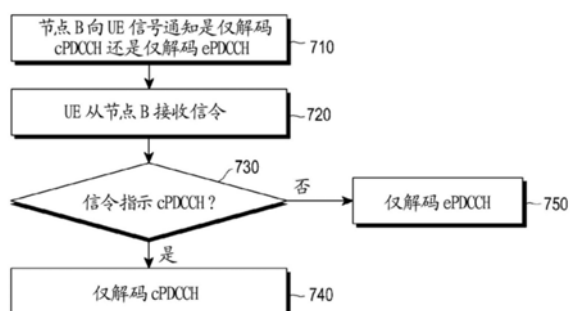 节点 B 向 UE 信号通知是仅解码
cPDCCH 还是仅解码 ePDCCH
710
UE 从节点 B 接收信令
720
730
信令指示 cPDCCH？
否
仅解码 ePDCCH
750
是
仅解码 cPDCCH
740